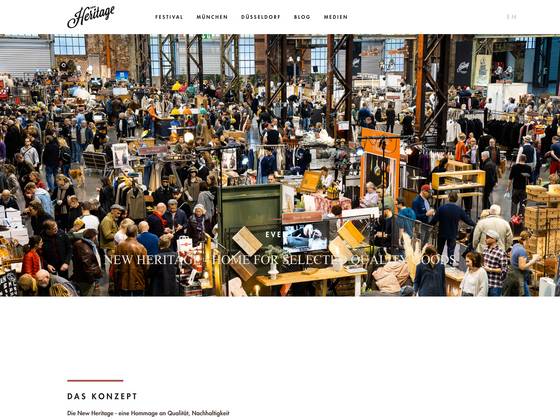 Heritage
FESTIVAL MÜNCHEN DÜSSELDORF BLOG MEDIEN
EN
NEW HERITAGE - HOME FOR SELECTED QUALITY GOODS
DAS KONZEPT
Die New Heritage - eine Hommage an Qualität, Nachhaltigkeit